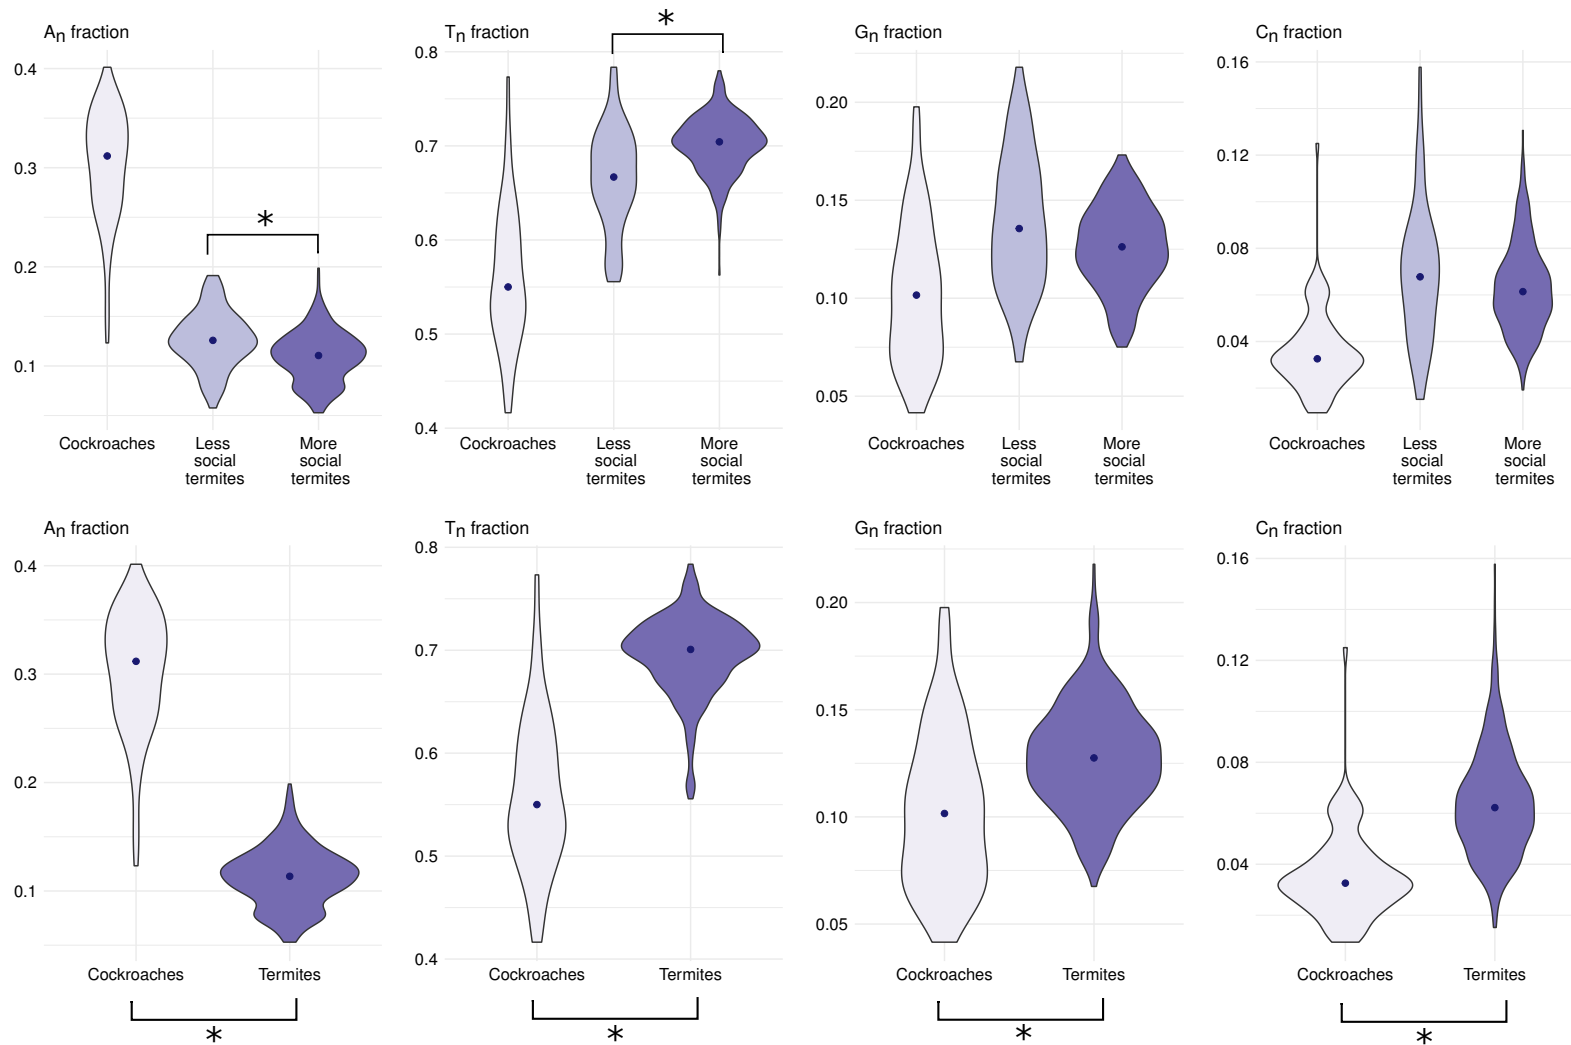 An fraction
0.4
0.3
0.2
0.1
*
Cockroaches
Less
social
termites
More
social
termites
Tn fraction
0.8
0.7
0.6
0.5
0.4
*
Cockroaches
Less
social
termites
More
social
termites
Gn fraction
0.20
0.15
0.10
0.05
Cockroaches
Less
social
termites
More
social
termites
Cn fraction
0.16
0.12
0.08
0.04
Cockroaches
Less
social
termites
More
social
termites
An fraction
0.4
0.3
0.2
0.1
Cockroaches
Termites
*
Tn fraction
0.8
0.7
0.6
0.5
0.4
Cockroaches
Termites
*
Gn fraction
0.20
0.15
0.10
0.05
Cockroaches
Termites
*
Cn fraction
0.16
0.12
0.08
0.04
Cockroaches
Termites
*